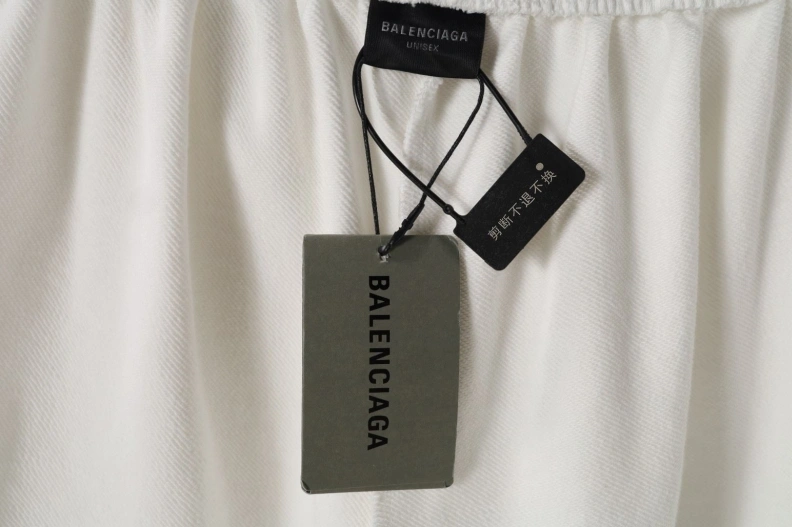 BALENCIAGA
UNISEX
剪断不退不换
BALENCIAGA